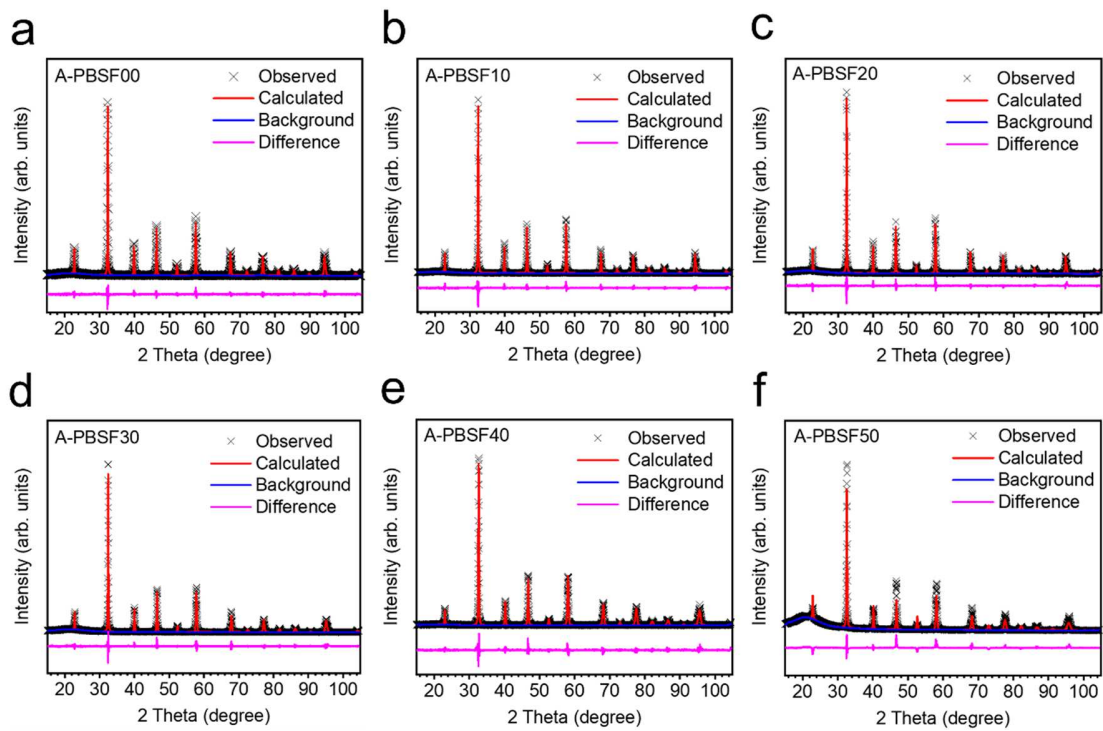 a
A-PBSF00
Observed
Calculated
Background
Difference
Intensity (arb. units)
20 30 40 50 60 70 80 90 100
2 Theta (degree)
b
A-PBSF10
Observed
Calculated
Background
Difference
Intensity (arb. units)
20 30 40 50 60 70 80 90 100
2 Theta (degree)
c
A-PBSF20
Observed
Calculated
Background
Difference
Intensity (arb. units)
20 30 40 50 60 70 80 90 100
2 Theta (degree)
d
A-PBSF30
Observed
Calculated
Background
Difference
Intensity (arb. units)
20 30 40 50 60 70 80 90 100
2 Theta (degree)
e
A-PBSF40
Observed
Calculated
Background
Difference
Intensity (arb. units)
20 30 40 50 60 70 80 90 100
2 Theta (degree)
f
A-PBSF50
Observed
Calculated
Background
Difference
Intensity (arb. units)
20 30 40 50 60 70 80 90 100
2 Theta (degree)